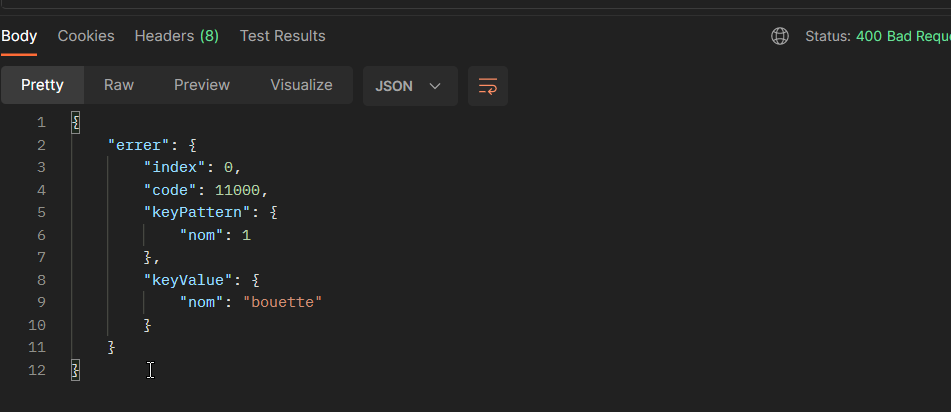 Body Cookies Headers (8) Test Results Status: 400 Bad Reque
Pretty Raw Preview Visualize JSON
1 {
2 "errer": {
3 "index": 0,
4 "code": 11000,
5 "keyPattern": {
6 "nom": 1
7 },
8 "keyValue": {
9 "nom": "bouette"
10 }
11 }
12 }